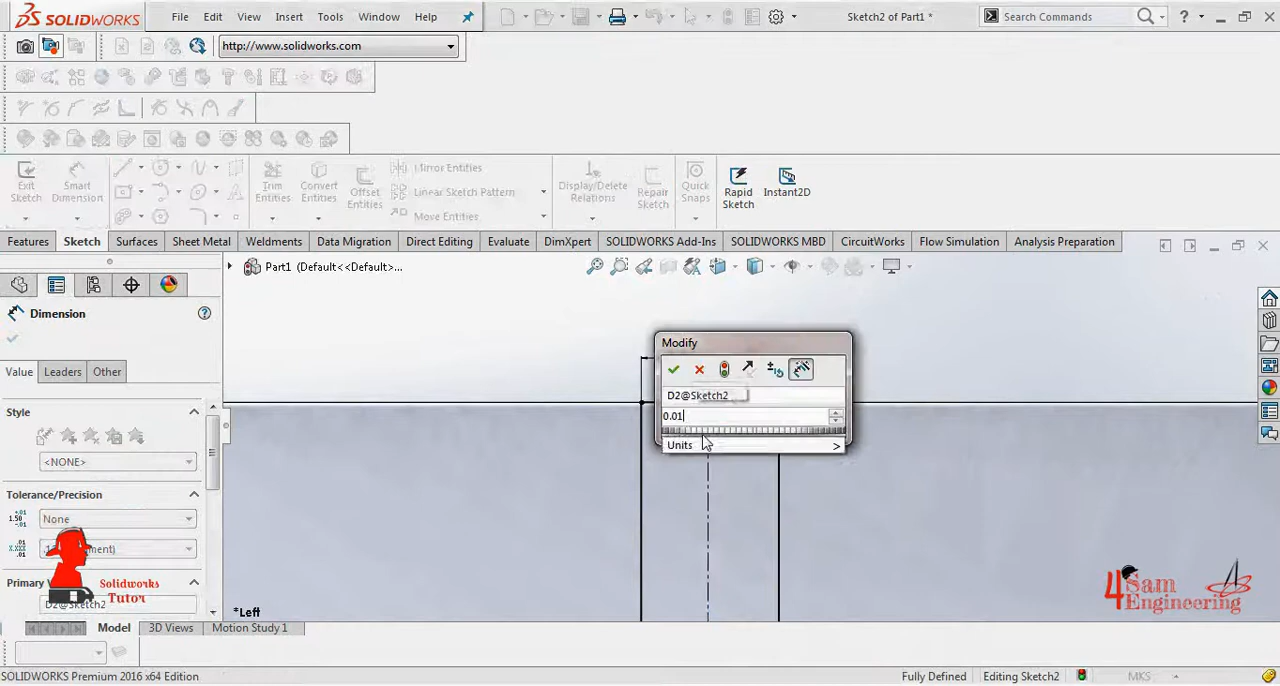 SOLIDWORKS
File Edit View Insert Tools Window Help
Sketch2 of Part1 *
Search Commands
http://www.solidworks.com
Exit Sketch
Smart Dimension
Trim Entities
Convert Entities
Offset Entities
Mirror Entities
Linear Sketch Pattern
Move Entities
Display/Delete Relations
Repair Sketch
Quick Snaps
Rapid Sketch
Instant2D
Features Sketch Surfaces Sheet Metal Weldments Data Migration Direct Editing Evaluate DimXpert SOLIDWORKS Add-Ins SOLIDWORKS MBD CircuitWorks Flow Simulation Analysis Preparation
Part1 (Default<<Default>...
Dimension
Value Leaders Other
Style
<NONE>
Tolerance/Precision
None
Primary V
D2@Sketch2
Modify
D2@Sketch2
0.01
Units
Solidworks
Tutor
4Sam
Engineering
*Left
Model 3D Views Motion Study 1
SOLIDWORKS Premium 2016 x64 Edition
Fully Defined
Editing Sketch2
MKS